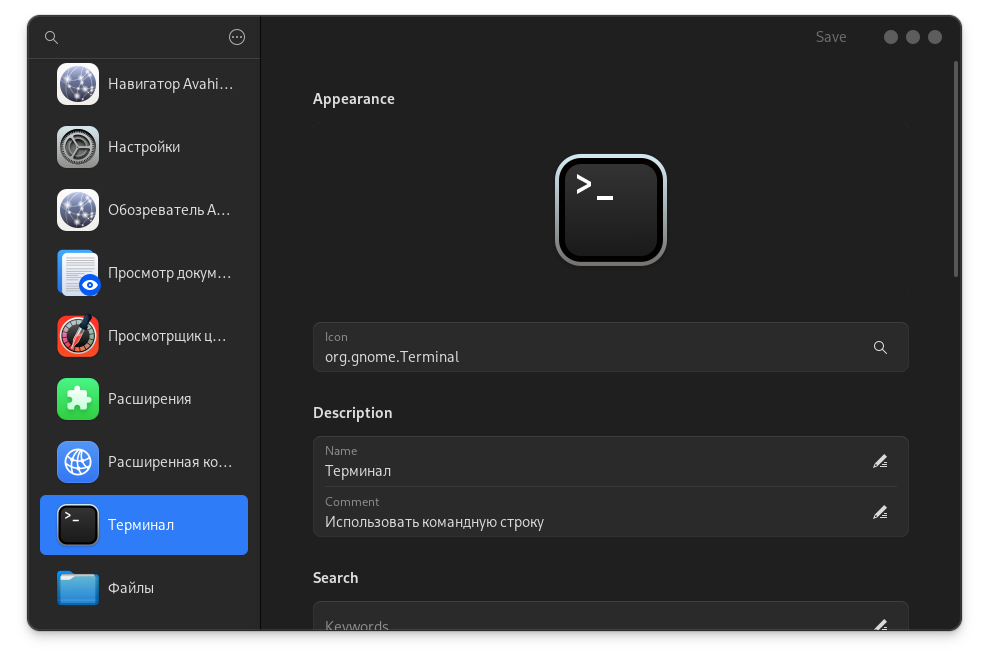 Save
Навигатор Avahi...
Настройки
Обозреватель A...
Просмотр докум...
Просмотрщик ц...
Расширения
Расширенная ко...
Терминал
Файлы
Appearance
Icon
org.gnome.Terminal
Description
Name
Терминал
Comment
Использовать командную строку
Search
Keywords